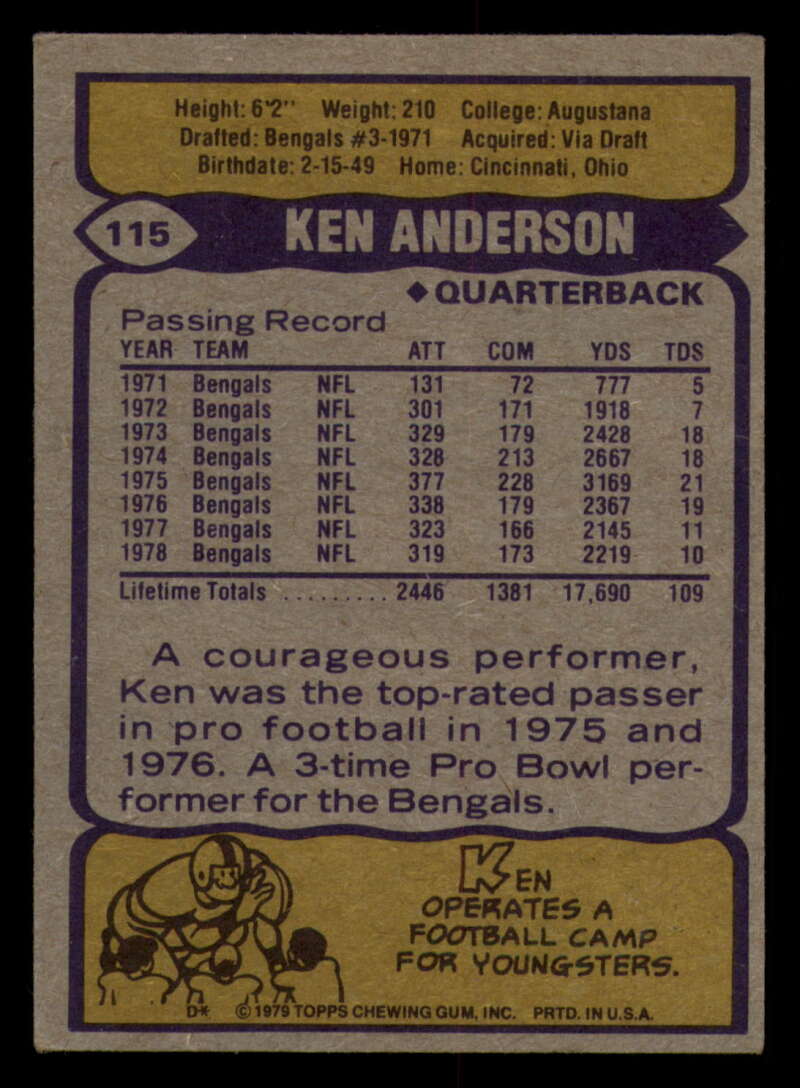 Height: 6'2" Weight: 210 College: Augustana
Drafted: Bengals #3-1971 Acquired: Via Draft
Birthdate: 2-15-49 Home: Cincinnati, Ohio
115 KEN ANDERSON
◆ QUARTERBACK
Passing Record
YEAR TEAM ATT COM YDS TDS
1971 Bengals NFL 131 72 777 5
1972 Bengals NFL 301 171 1918 7
1973 Bengals NFL 329 179 2428 18
1974 Bengals NFL 328 213 2667 18
1975 Bengals NFL 377 228 3169 21
1976 Bengals NFL 338 179 2367 19
1977 Bengals NFL 323 166 2145 11
1978 Bengals NFL 319 173 2219 10
Lifetime Totals ......... 2446 1381 17,690 109
A courageous performer,
Ken was the top-rated passer
in pro football in 1975 and
1976. A 3-time Pro Bowl per-
former for the Bengals.
KEN
OPERATES A
FOOTBALL CAMP
FOR YOUNGSTERS.
D* © 1979 TOPPS CHEWING GUM, INC. PRTD. IN U.S.A.